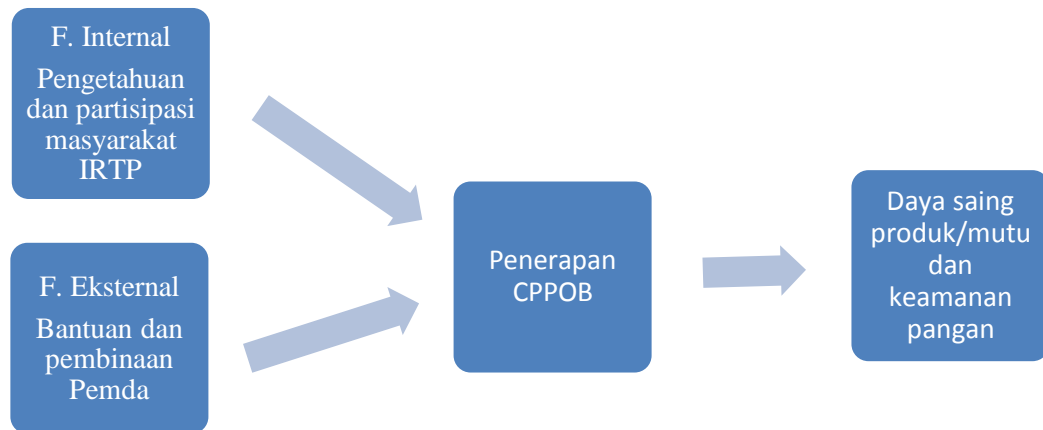 F. Internal
Pengetahuan
dan partisipasi
masyarakat
IRTP
F. Eksternal
Bantuan dan
pembinaan
Pemda
Penerapan
CPPOB
Daya saing
produk/mutu
dan
keamanan
pangan